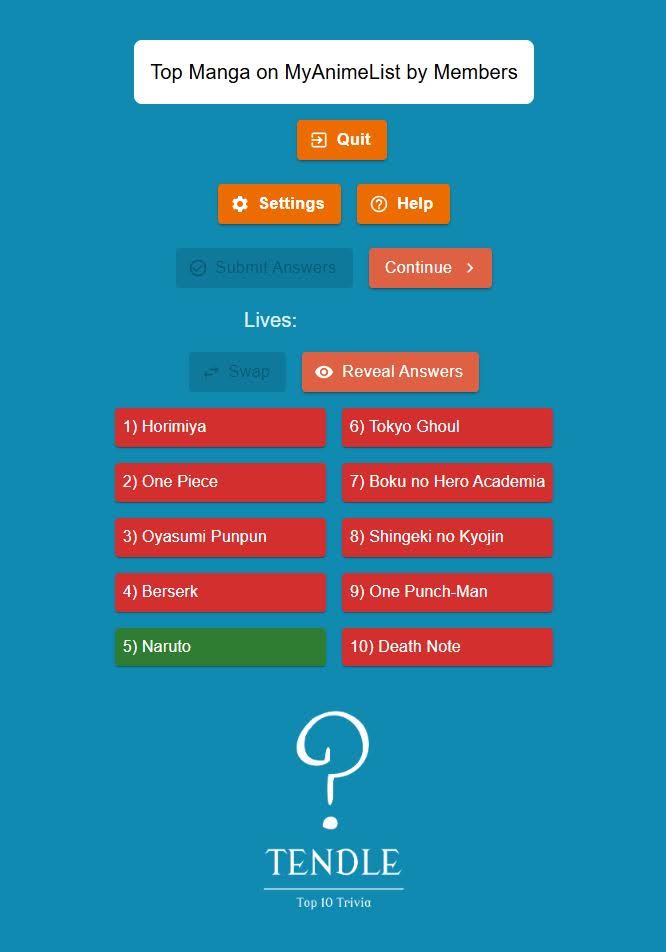 Top Manga on MyAnimeList by Members
Quit
Settings Help
Submit Answers Continue
Lives:
Swap Reveal Answers
1) Horimiya 6) Tokyo Ghoul
2) One Piece 7) Boku no Hero Academia
3) Oyasumi Punpun 8) Shingeki no Kyojin
4) Berserk 9) One Punch-Man
5) Naruto 10) Death Note
?
TENDLE
Top 10 Trivia